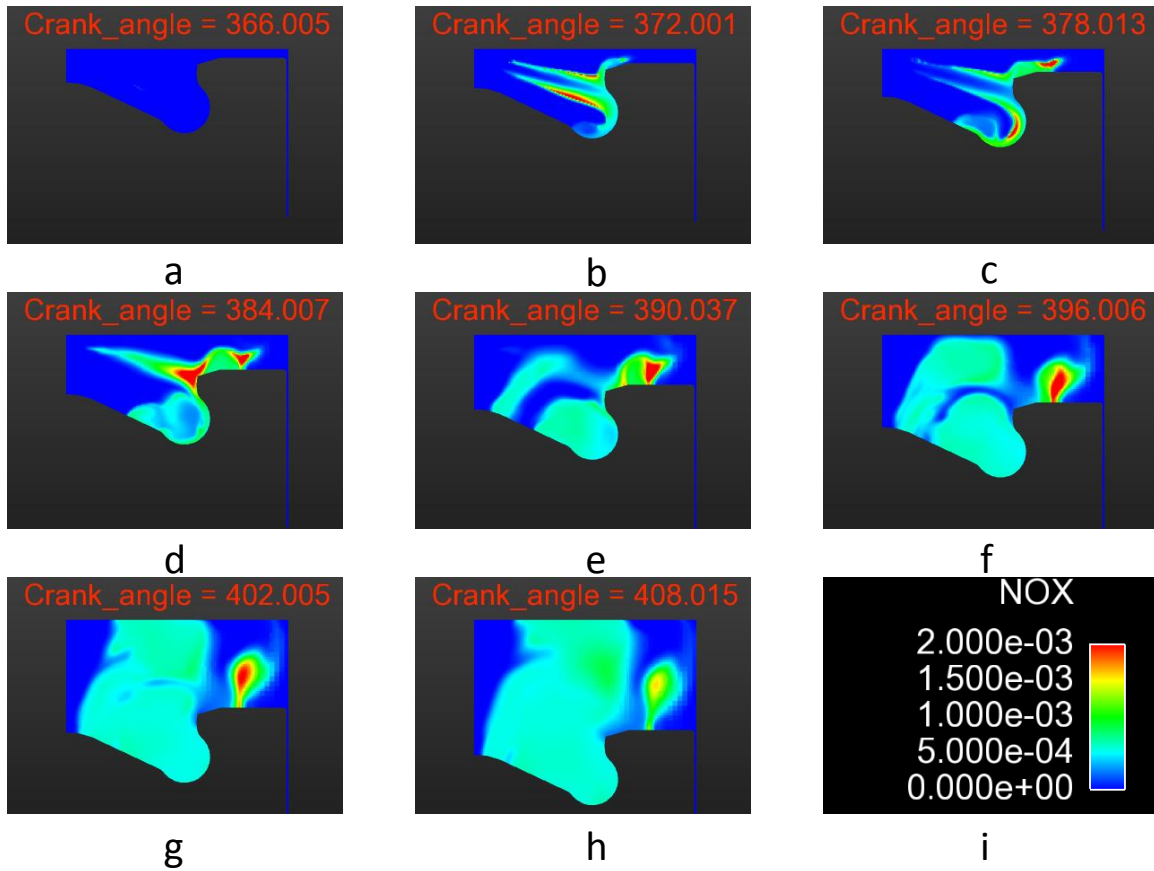 Crank_angle = 366.005
Crank_angle = 372.001
Crank_angle = 378.013
a
b
c
Crank_angle = 384.007
Crank_angle = 390.037
Crank_angle = 396.006
d
e
f
Crank_angle = 402.005
Crank_angle = 408.015
NOX
2.000e-03
1.500e-03
1.000e-03
5.000e-04
0.000e+00
g
h
i